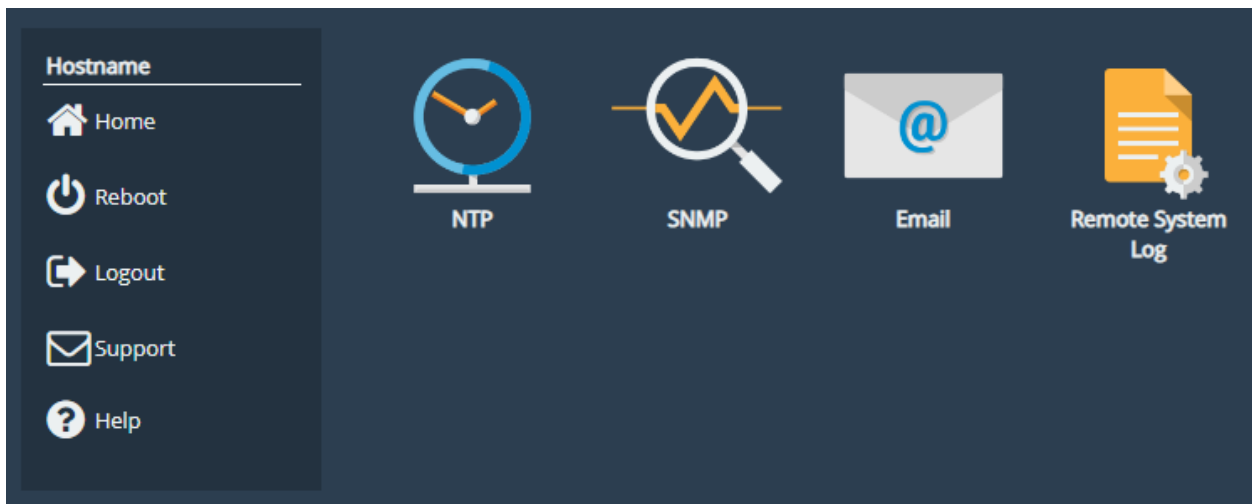 Hostname
Home
Reboot
Logout
Support
Help
NTP
SNMP
@
Email
Remote System
Log